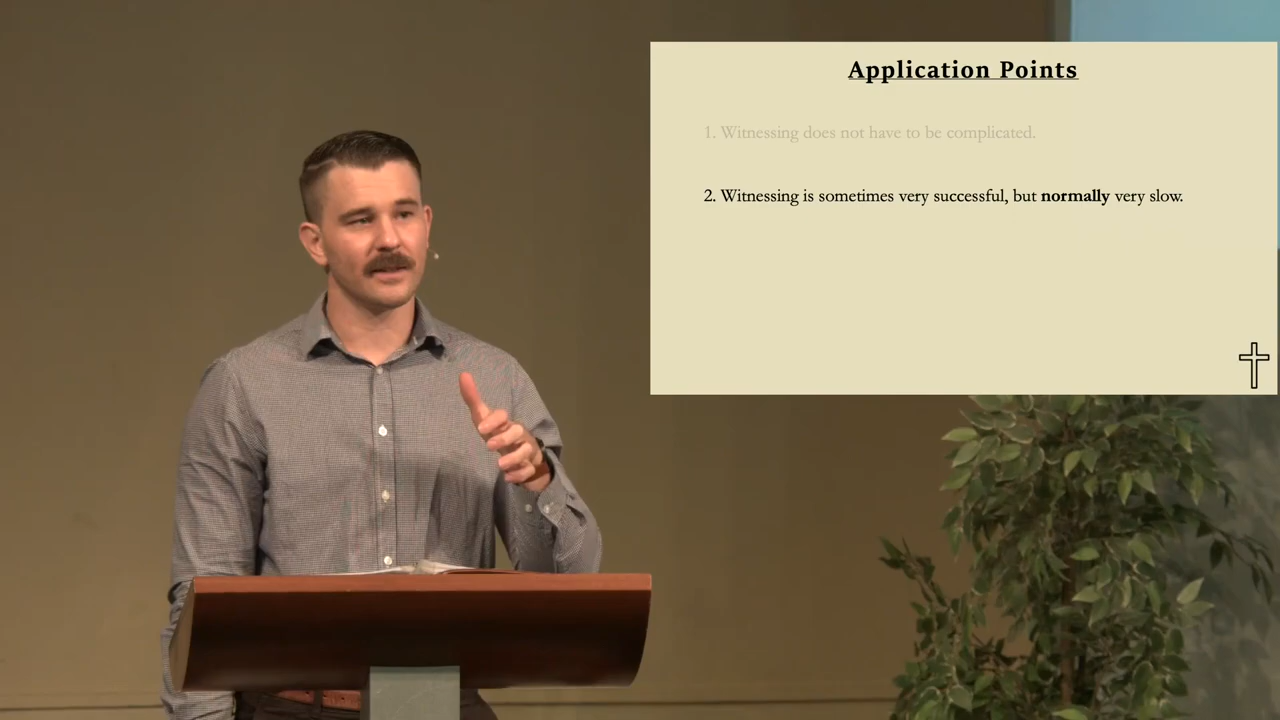 Application Points
1. Witnessing does not have to be complicated.
2. Witnessing is sometimes very successful, but normally very slow.